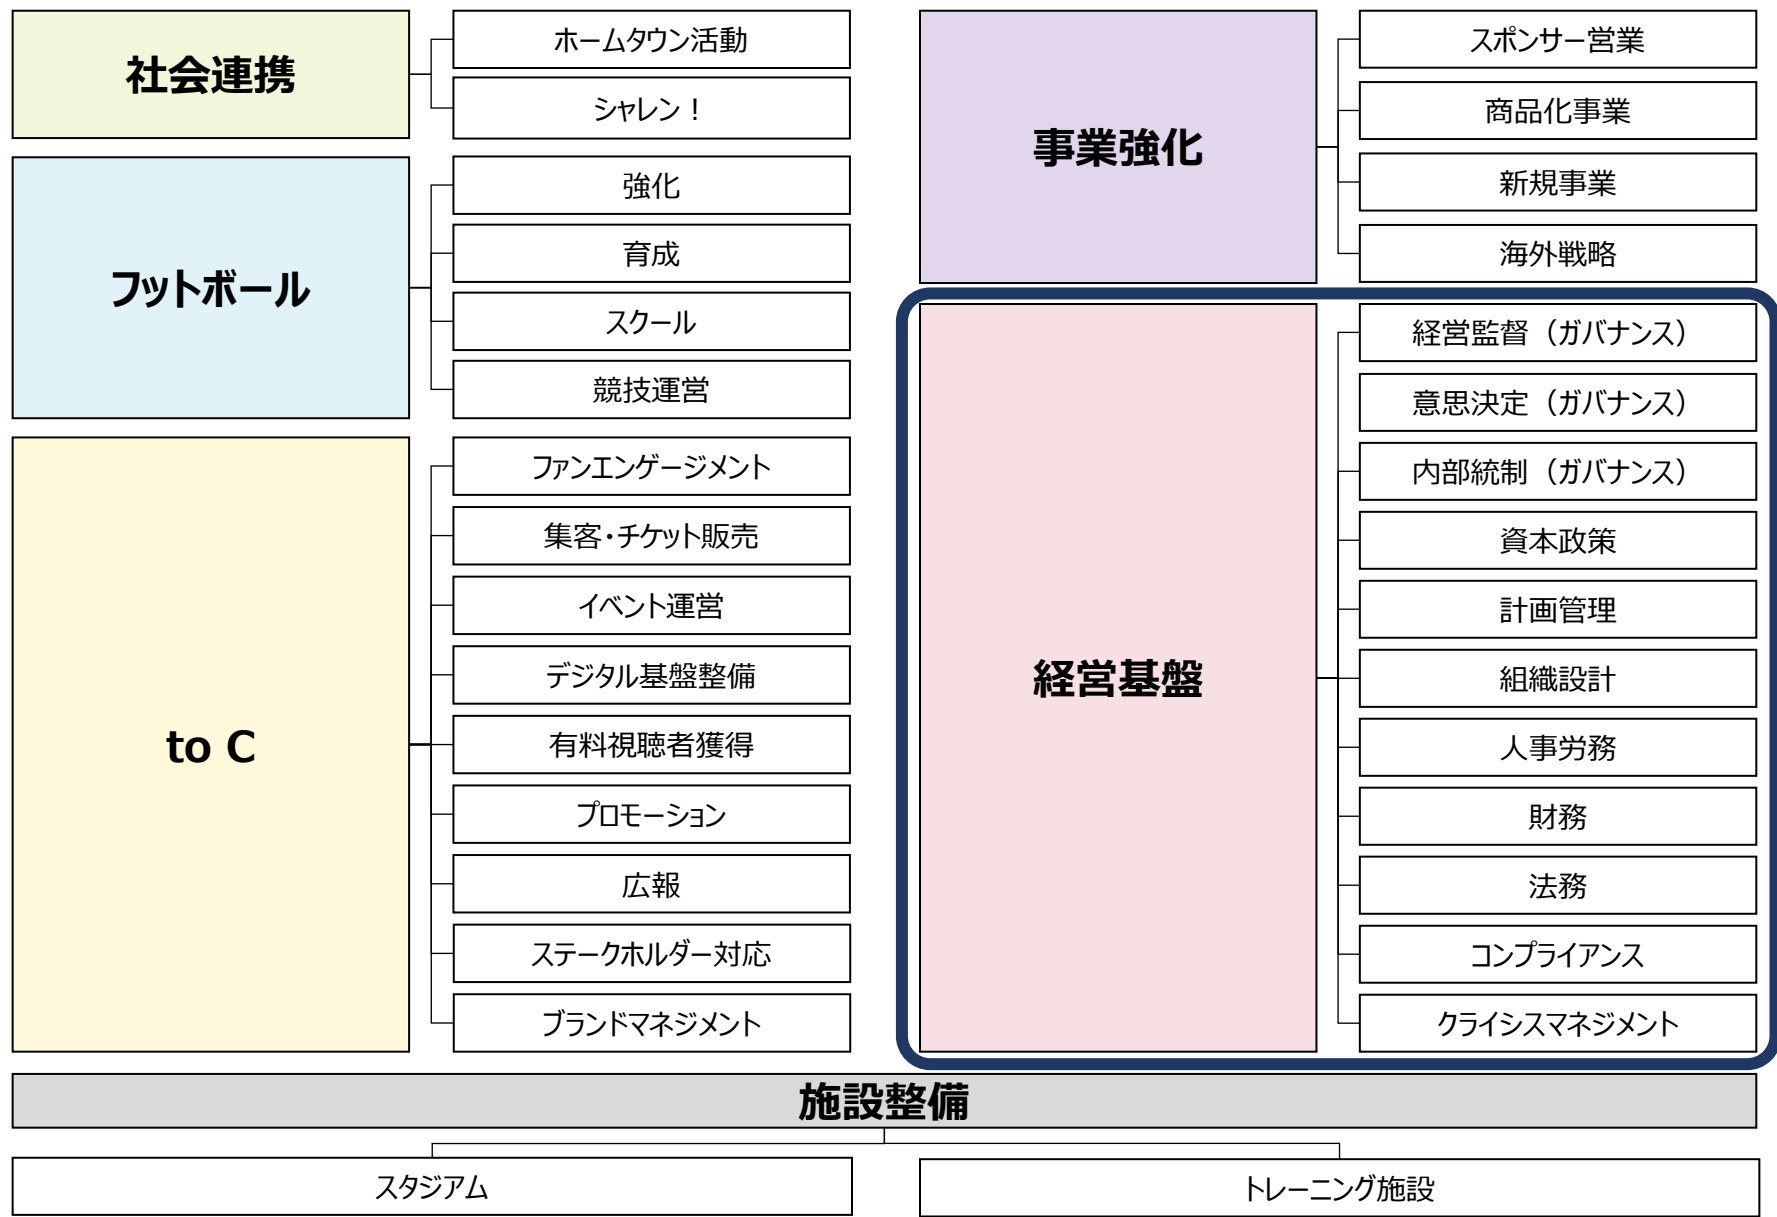 社会連携
ホームタウン活動
シャレン！
フットボール
強化
育成
スクール
競技運営
to C
ファンエンゲージメント
集客・チケット販売
イベント運営
デジタル基盤整備
有料視聴者獲得
プロモーション
広報
ステークホルダー対応
ブランドマネジメント
事業強化
スポンサー営業
商品化事業
新規事業
海外戦略
経営基盤
経営監督（ガバナンス）
意思決定（ガバナンス）
内部統制（ガバナンス）
資本政策
計画管理
組織設計
人事労務
財務
法務
コンプライアンス
クライシスマネジメント
施設整備
スタジアム
トレーニング施設